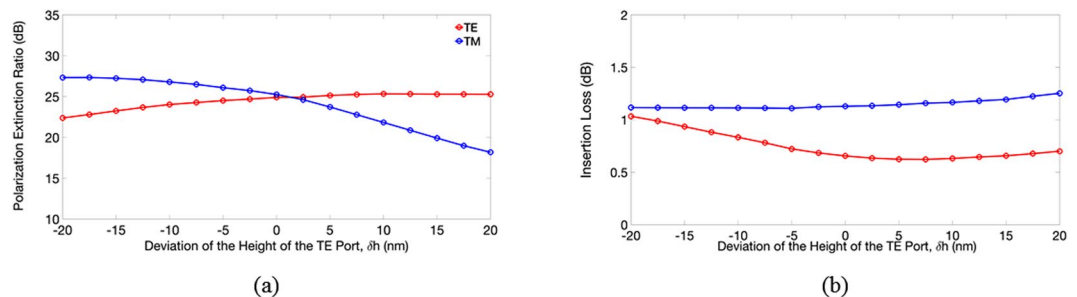 Polarization Extinction Ratio (dB)
35
30
25
20
15
10
TE
TM
-20 -15 -10 -5 0 5 10 15 20
Deviation of the Height of the TE Port, δh (nm)
(a)
Insertion Loss (dB)
2
1.5
1
0.5
0
-20 -15 -10 -5 0 5 10 15 20
Deviation of the Height of the TE Port, δh (nm)
(b)